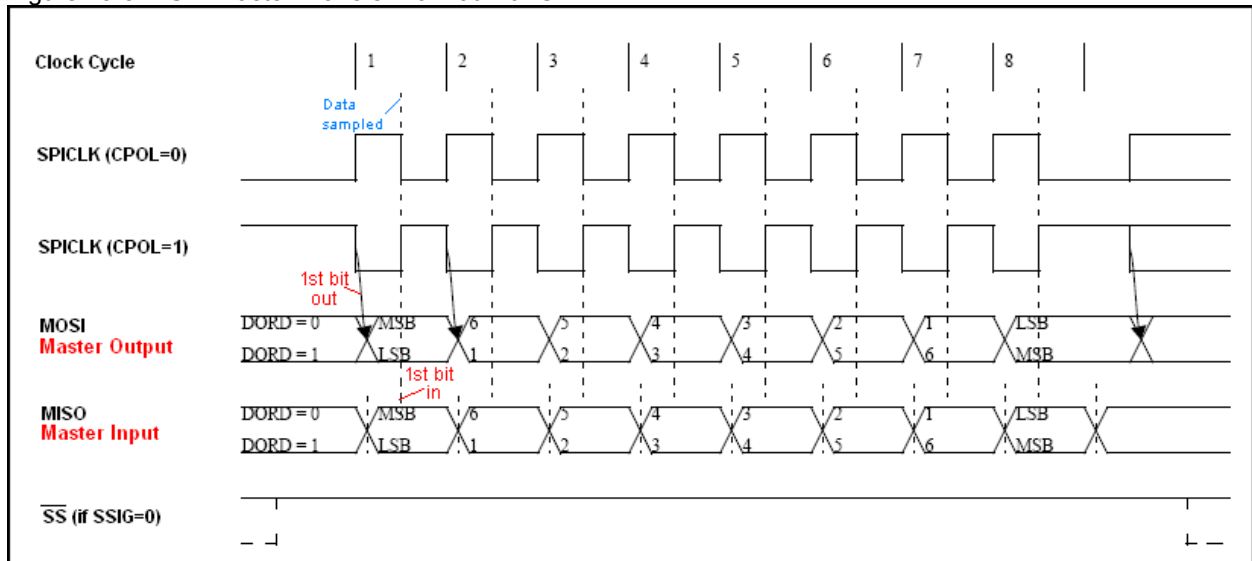 Clock Cycle 1 2 3 4 5 6 7 8
Data
sampled
SPICLK (CPOL=0)
SPICLK (CPOL=1)
1st bit
out
MOSI DORD = 0 MSB 6 5 4 3 2 1 LSB
Master Output DORD = 1 LSB 1 2 3 4 5 6 MSB
1st bit
in
MISO DORD = 0 MSB 6 5 4 3 2 1 LSB
Master Input DORD = 1 LSB 1 2 3 4 5 6 MSB
SS (if SSIG=0)